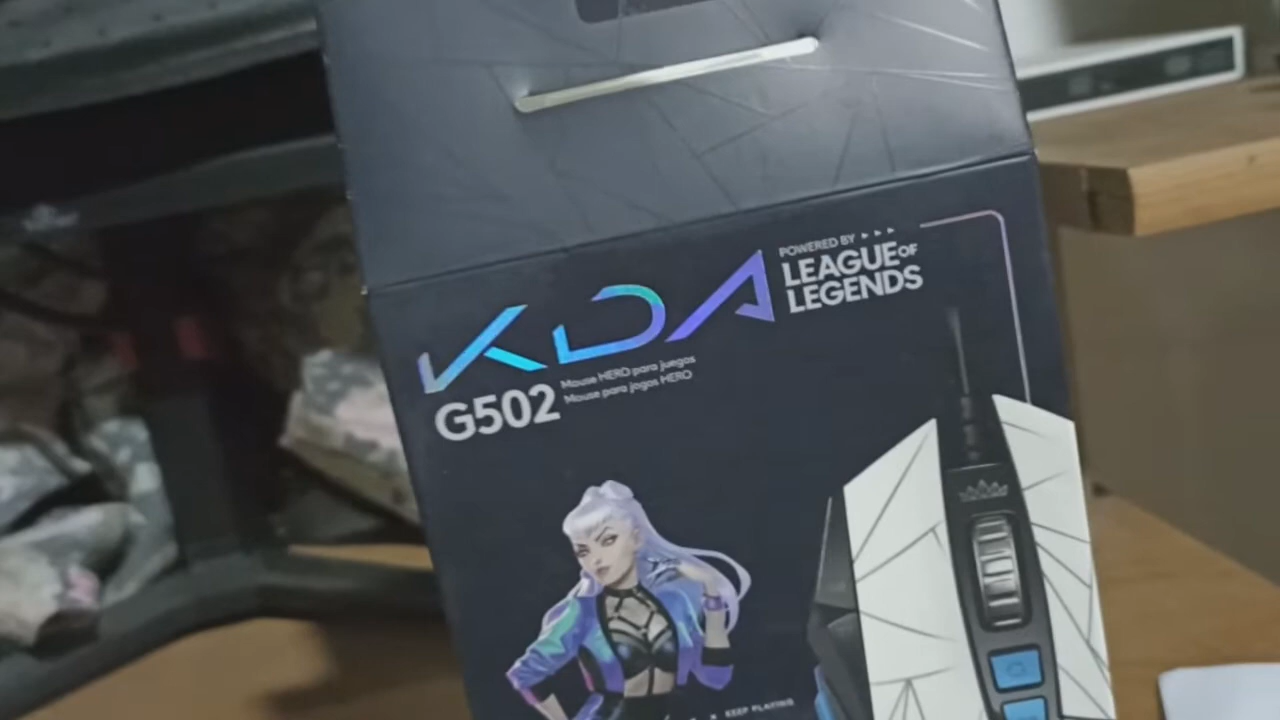 KDA
POWERED BY
LEAGUE OF
LEGENDS
G502
Mouse HERO para juegos
Mouse para jogos HERO
KEEP PLAYING